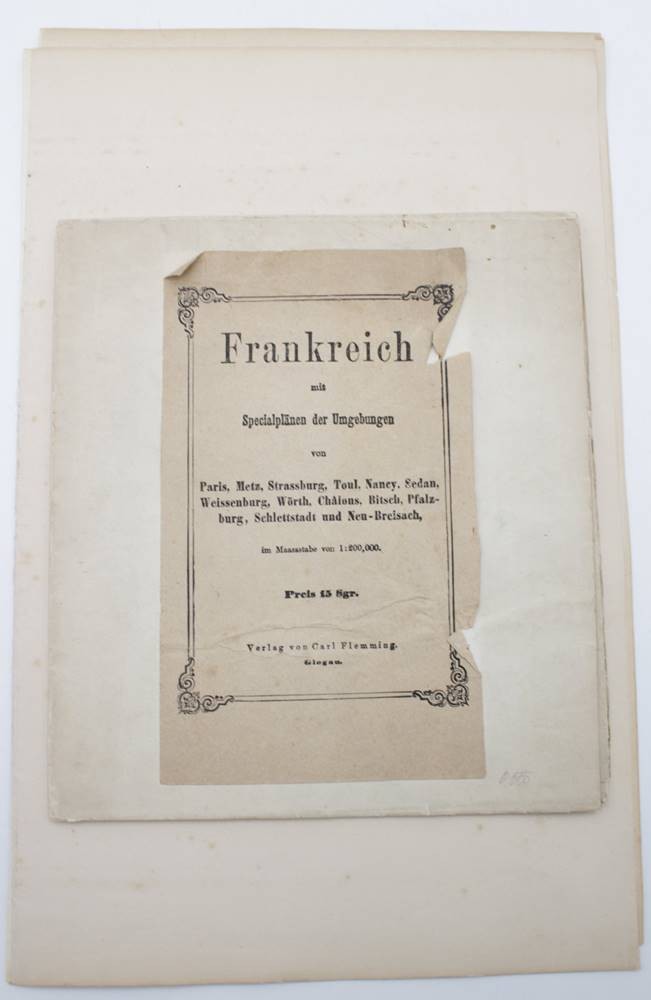 Frankreich
mit
Specialplänen der Umgebungen
von
Paris, Metz, Strassburg, Toul, Nancy, Sedan,
Weissenburg, Wörth, Châlons, Bitsch, Pfalz-
burg, Schlettstadt und Neu-Breisach,
im Maassstabe von 1:200,000.
Preis 15 Sgr.
Verlag von Carl Flemming.
Glogau.